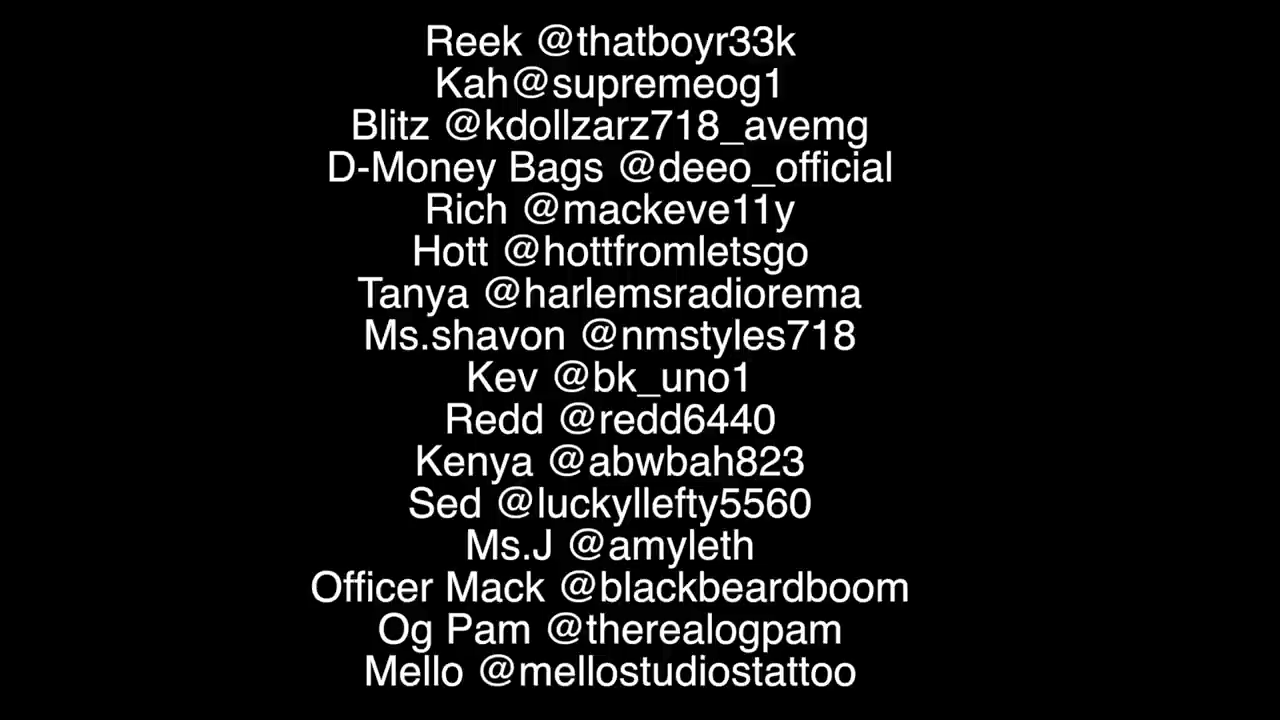 Reek @thatboyr33k
Kah@supremeog1
Blitz @kdollzarz718_avemg
D-Money Bags @deeo_official
Rich @mackeve11y
Hott @hottfromletsgo
Tanya @harlemsradiorema
Ms.shavon @nmstyles718
Kev @bk_uno1
Redd @redd6440
Kenya @abwbah823
Sed @luckyllefty5560
Ms.J @amyleth
Officer Mack @blackbeardboom
Og Pam @therealogpam
Mello @mellostudiostattoo